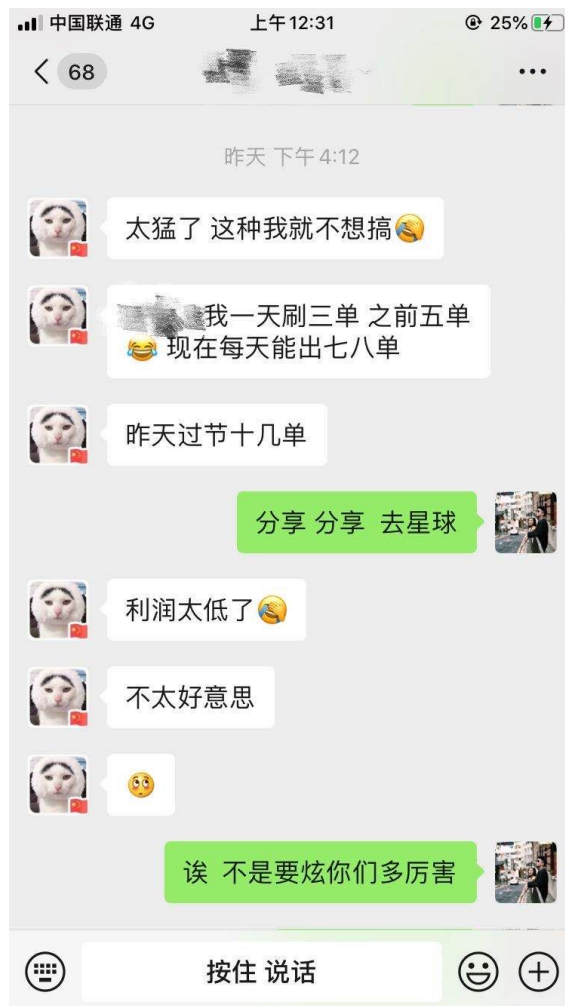 中国联通 4G 上午12:31 25%
68
昨天 下午4:12
太猛了 这种我就不想搞🤦
我一天刷三单 之前五单
😂 现在每天能出七八单
昨天过节十几单
分享 分享 去星球
利润太低了🤦
不太好意思
🙄
诶 不是要炫你们多厉害
按住 说话